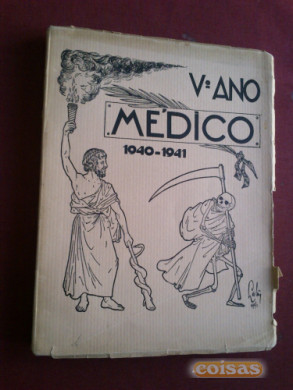 Vº ANO
MÉDICO
1940-1941
.coisas